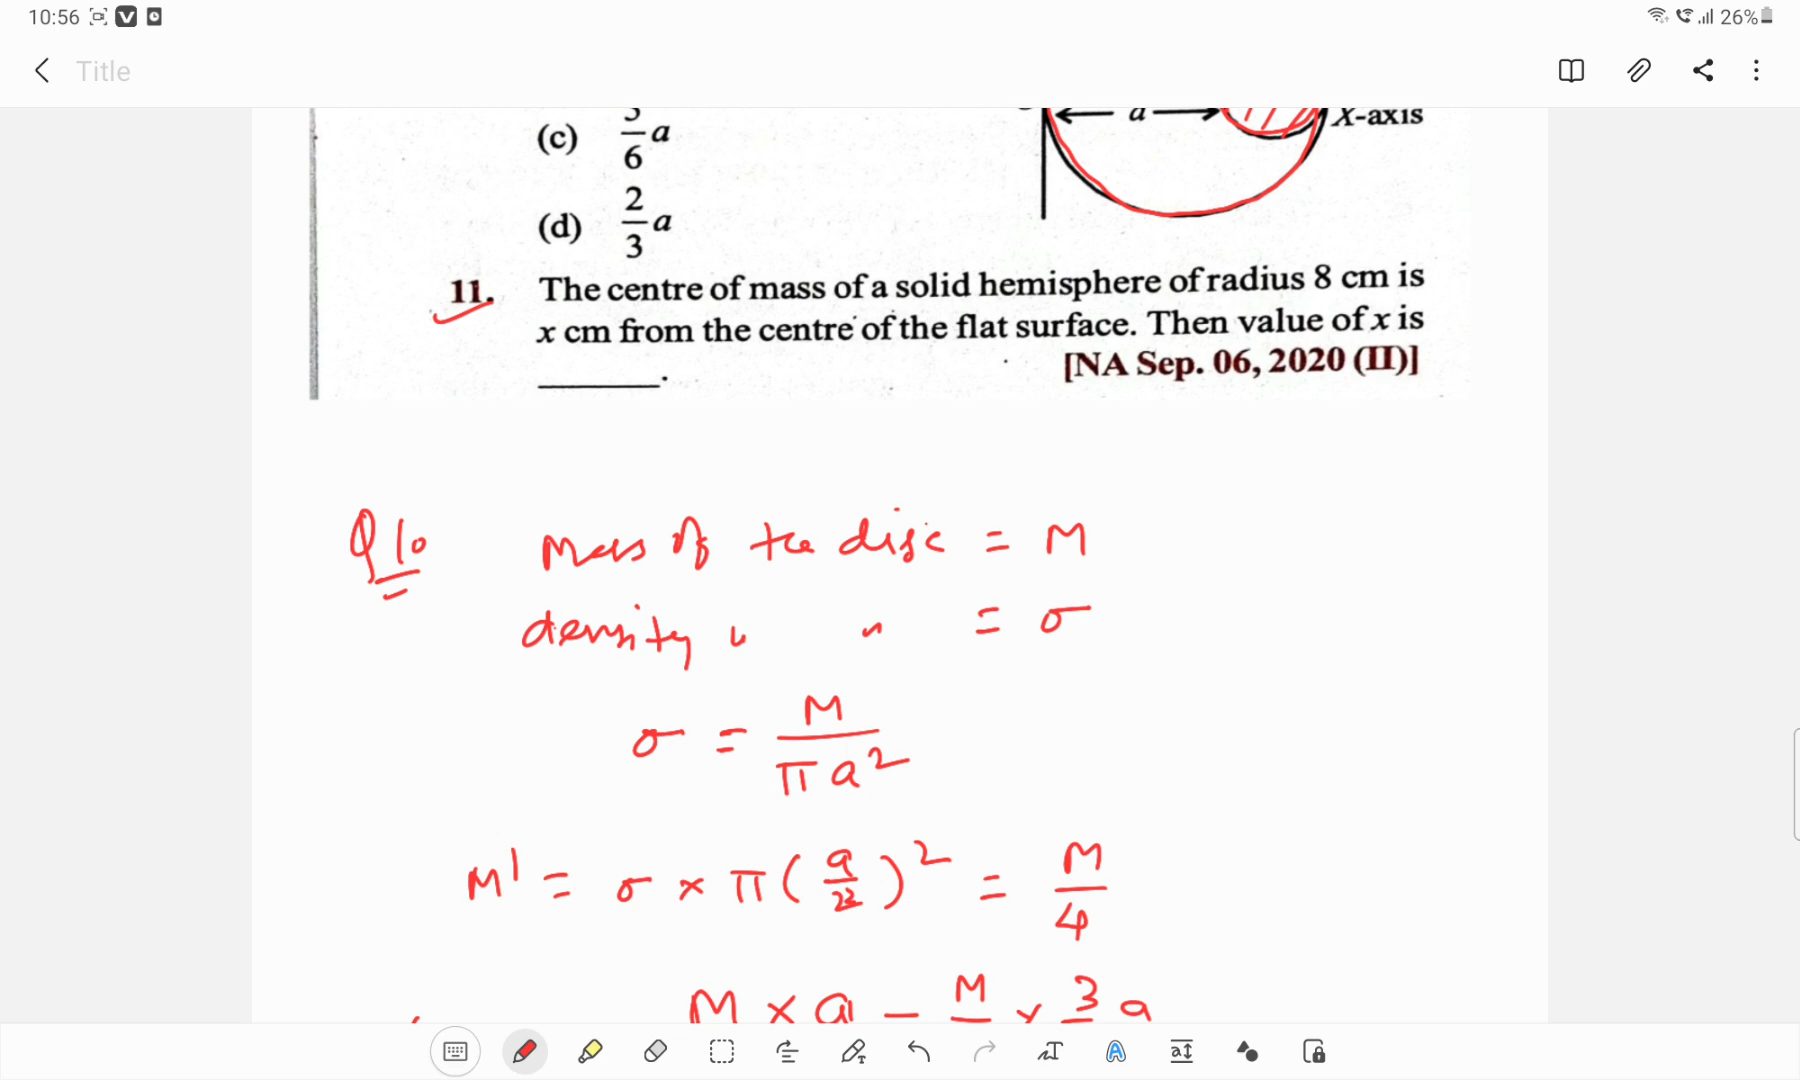 10:56
26%
Title
(c) 5/6 a
a
X-axis
(d) 2/3 a
11. The centre of mass of a solid hemisphere of radius 8 cm is
x cm from the centre of the flat surface. Then value of x is
________. [NA Sep. 06, 2020 (II)]
Q10 Mass of the disc = M
density " " = σ
σ = M/πa²
M' = σ × π(a/2)² = M/4
M × a − M × 3 a